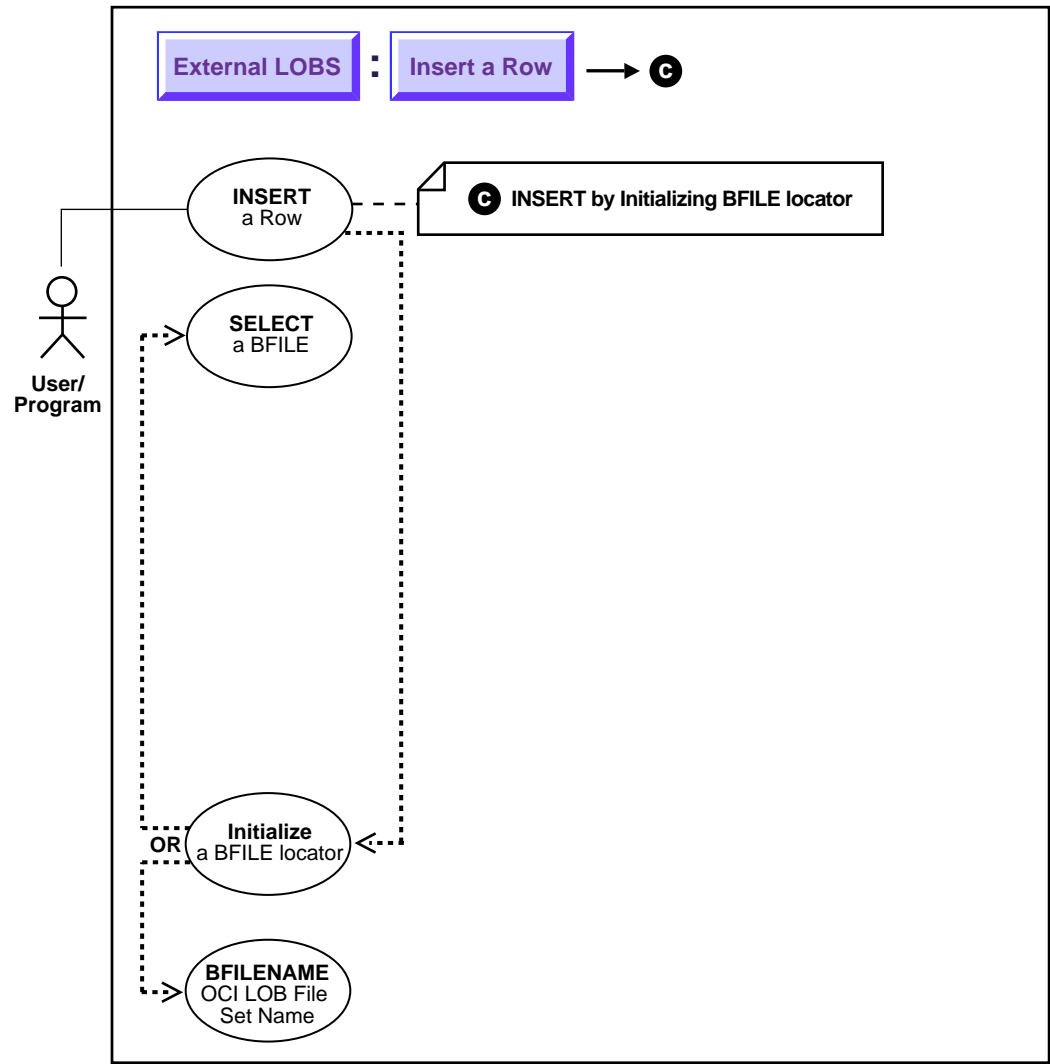 External LOBS : Insert a Row C
INSERT
a Row
C INSERT by Initializing BFILE locator
SELECT
a BFILE
User/
Program
OR
Initialize
a BFILE locator
BFILENAME
OCI LOB File
Set Name